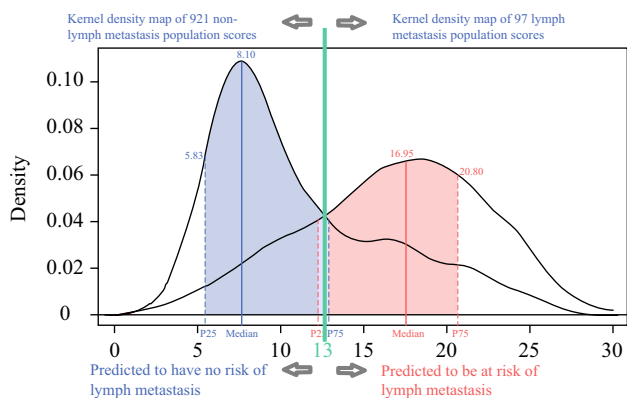 Kernel density map of 921 non-
lymph metastasis population scores
Kernel density map of 97 lymph
metastasis population scores
8.10
0.10
0.08
5.83
16.95
20.80
0.06
Density
0.04
0.02
0
P25
Median
P25
P75
Median
P75
0
5
10
13
15
20
25
30
Predicted to have no risk of
lymph metastasis
Predicted to be at risk of
lymph metastasis